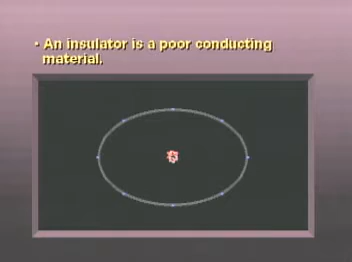 • An insulator is a poor conducting
material.